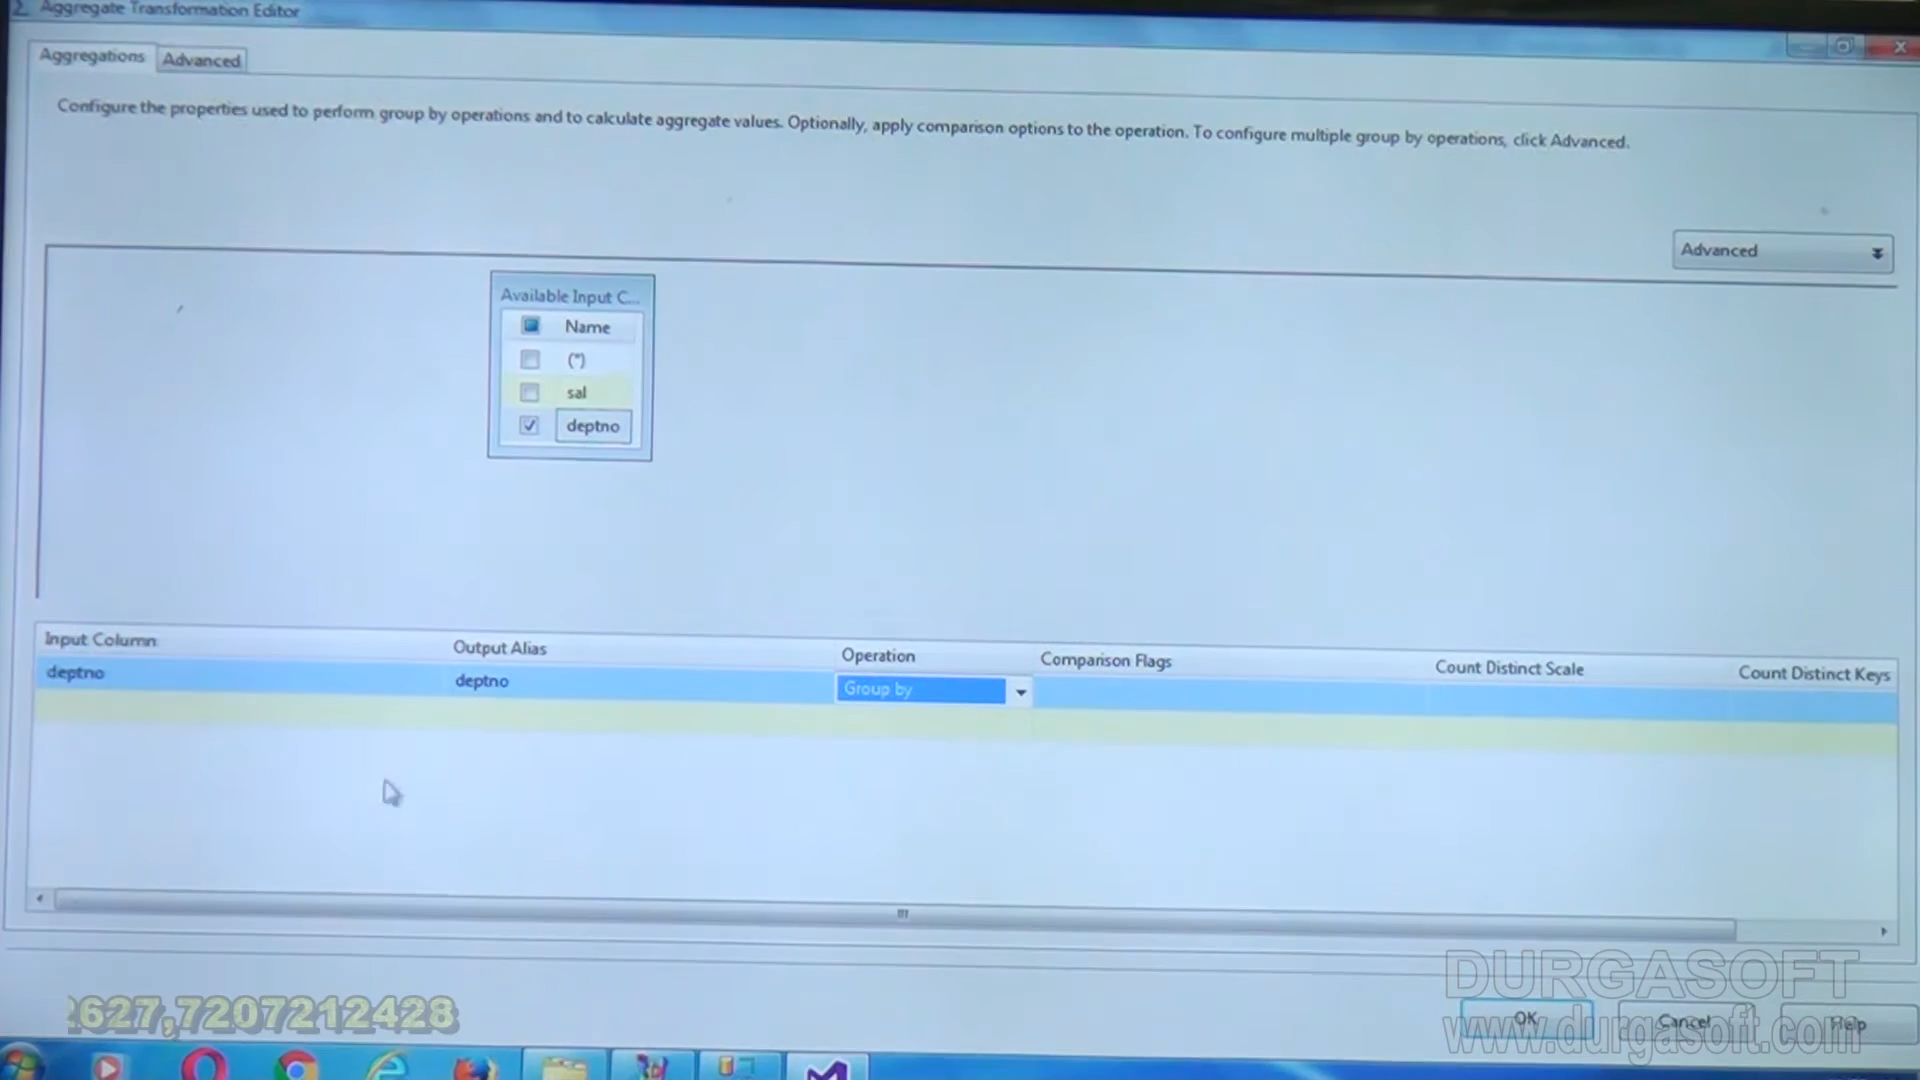 Aggregate Transformation Editor
Aggregations
Advanced
Configure the properties used to perform group by operations and to calculate aggregate values. Optionally, apply comparison options to the operation. To configure multiple group by operations, click Advanced.
Advanced
Available Input C...
Name
(*)
sal
deptno
Input Column
Output Alias
Operation
Comparison Flags
Count Distinct Scale
Count Distinct Keys
deptno
deptno
Group by
DURGASOFT
2627,7207212428
OK
Cancel
Help
www.durgasoft.com